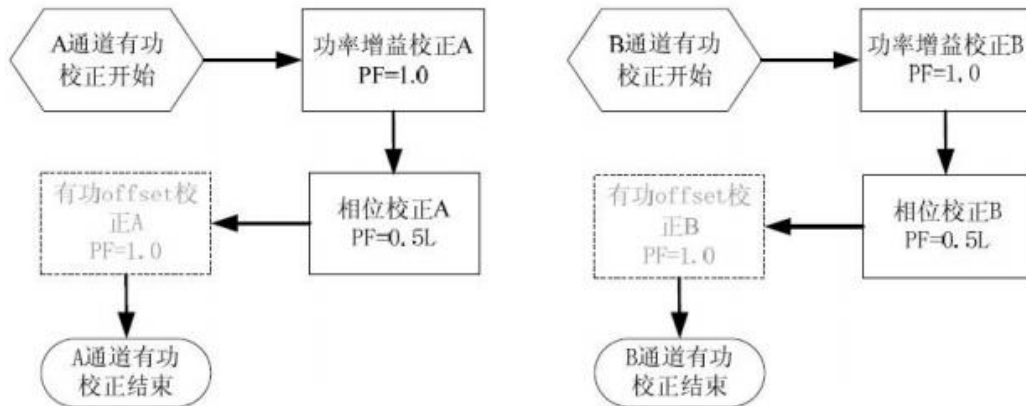 A通道有功
校正开始
功率增益校正A
PF=1.0
相位校正A
PF=0.5L
有功offset校
正A
PF=1.0
A通道有功
校正结束
B通道有功
校正开始
功率增益校正B
PF=1.0
相位校正B
PF=0.5L
有功offset校
正B
PF=1.0
B通道有功
校正结束